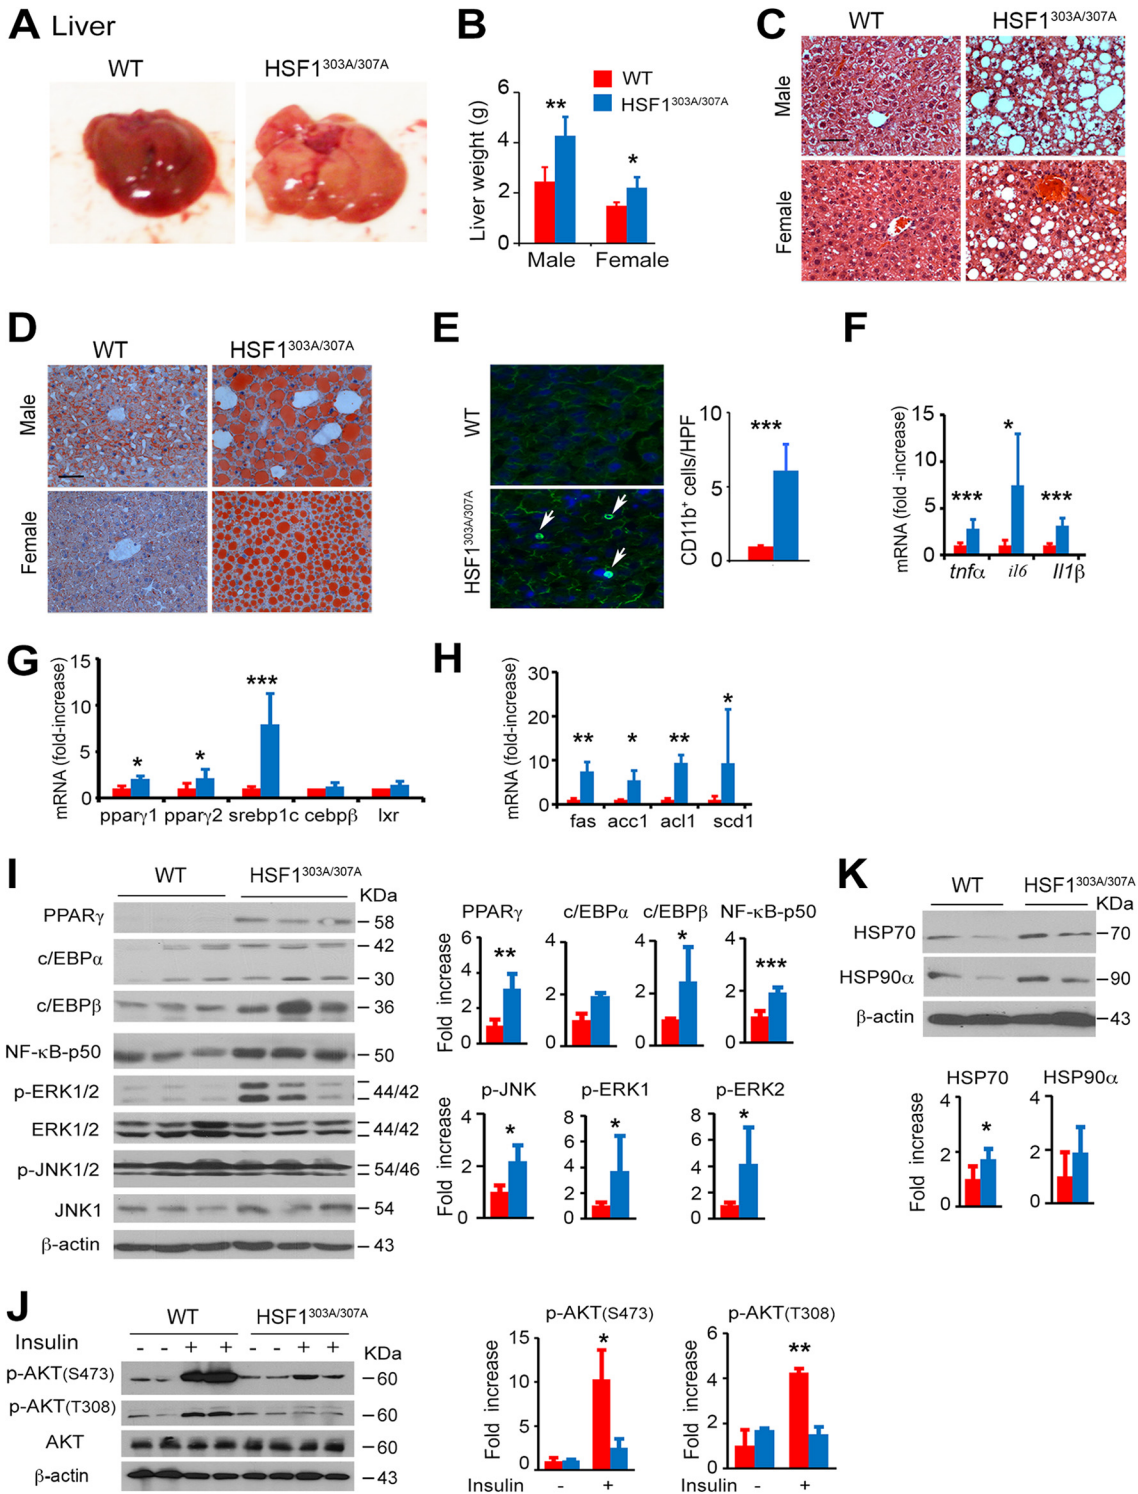 A Liver
WT HSF1303A/307A
B
WT
HSF1303A/307A
Liver weight (g)
6
4
2
0
**
*
Male Female
C
WT HSF1303A/307A
Male
Female
D
WT HSF1303A/307A
Male
Female
E
WT
HSF1303A/307A
CD11b+ cells/HPF
10
5
0
***
F
mRNA (fold -increase)
15
10
5
0
*** * ***
tnfα il6 Il1β
G
mRNA (fold-increase)
15
10
5
0
* * ***
pparγ1 pparγ2 srebp1c cebpβ lxr
H
mRNA (fold-increase)
30
20
10
0
** * ** *
fas acc1 acl1 scd1
I
WT HSF1303A/307A
KDa
PPARγ 58
c/EBPα 42
30
c/EBPβ 36
NF-κB-p50 50
p-ERK1/2 44/42
ERK1/2 44/42
p-JNK1/2 54/46
JNK1 54
β-actin 43
PPARγ c/EBPα c/EBPβ NF-κB-p50
Fold increase
6
4
2
0
**
4
2
0
6
4
2
0
*
4
2
0
***
p-JNK p-ERK1 p-ERK2
Fold increase
4
2
0
*
8
6
4
2
0
*
8
6
4
2
0
*
J
WT HSF1303A/307A
Insulin - - + + - - + +
KDa
p-AKT(S473) 60
p-AKT(T308) 60
AKT 60
β-actin 43
p-AKT(S473) p-AKT(T308)
Fold increase
15
10
5
0
*
Insulin - +
Fold increase
6
4
2
0
**
Insulin - +
K
WT HSF1303A/307A
KDa
HSP70 70
HSP90α 90
β-actin 43
HSP70 HSP90α
Fold increase
4
2
0
*
4
2
0